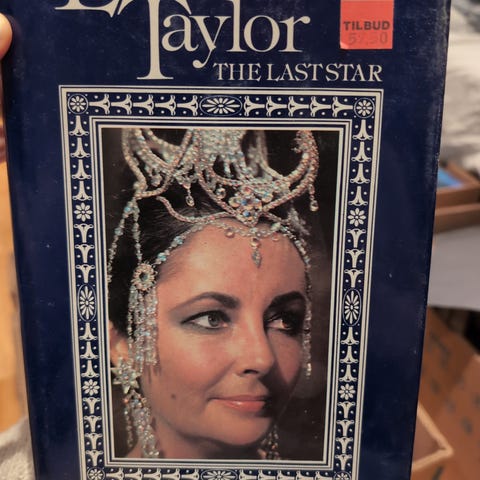 Taylor
THE LAST STAR
TILBUD